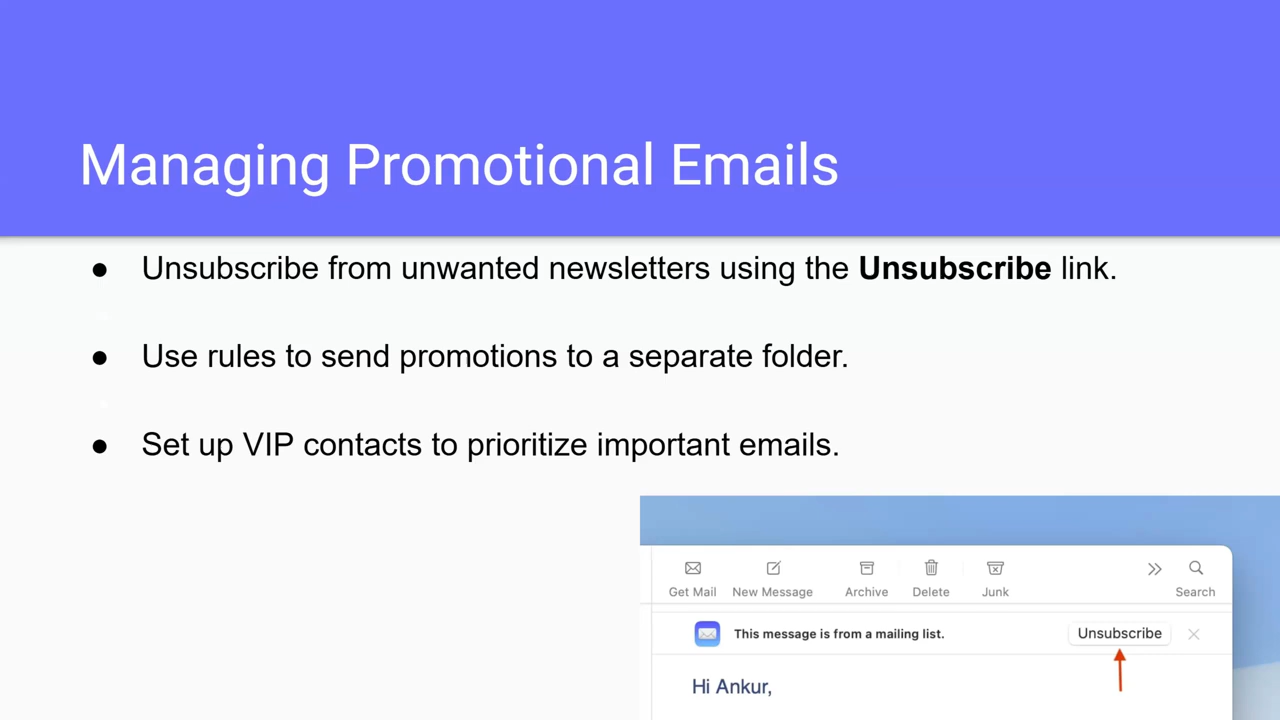 Managing Promotional Emails
● Unsubscribe from unwanted newsletters using the Unsubscribe link.
● Use rules to send promotions to a separate folder.
● Set up VIP contacts to prioritize important emails.
Get Mail New Message Archive Delete Junk Search
This message is from a mailing list. Unsubscribe
Hi Ankur,